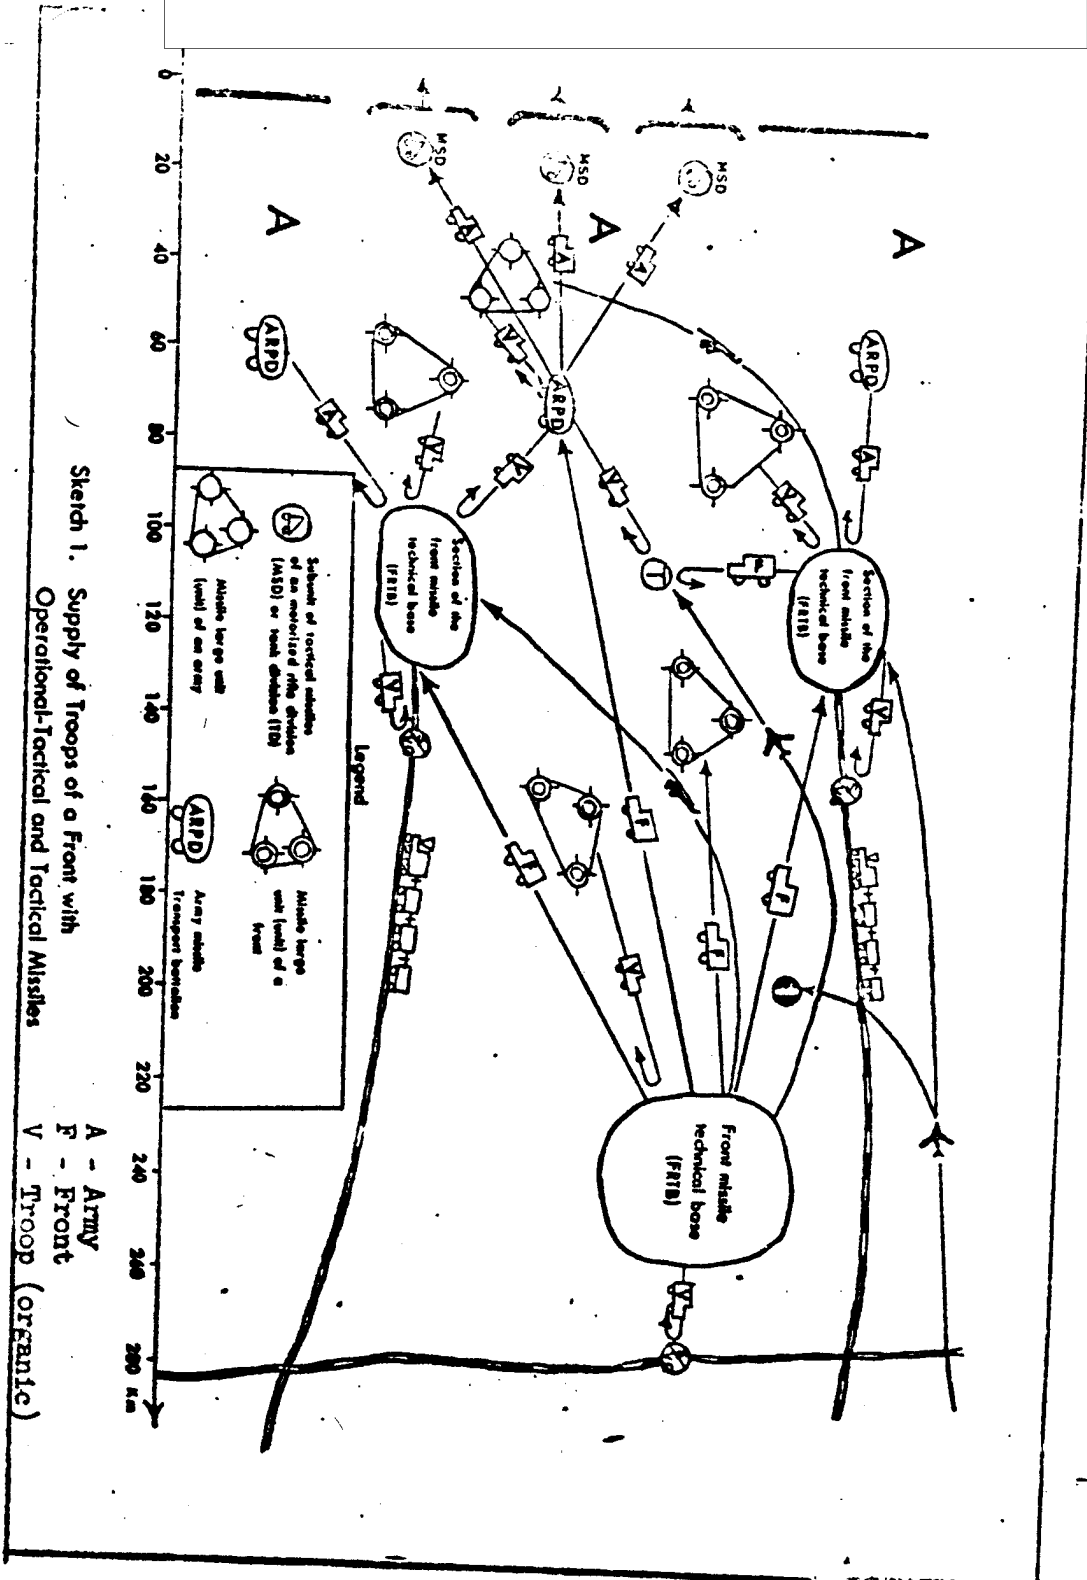 0
20
40
60
80
100
120
140
160
180
200
220
240
260
280 Km
A
A
A
MSD
MSD
MSD
ARPD
ARPD
ARPD
A
A
A
A
A
V
V
V
V
V
V
V
V
F
F
F
F
T
Section of the
front missile
technical base
(FRTB)
Section of the
front missile
technical base
(FRTB)
Front missile
technical base
(FRTB)
Legend
Subunit of tactical missiles
of an motorized rifle division
(MSD) or tank division (TD)
Missile large unit
(unit) of an army
Missile large
unit (unit) of a
front
ARPD
Army missile
Transport battalion
Sketch 1. Supply of Troops of a Front with
Operational-Tactical and Tactical Missiles
A - Army
F - Front
V - Troop (organic)